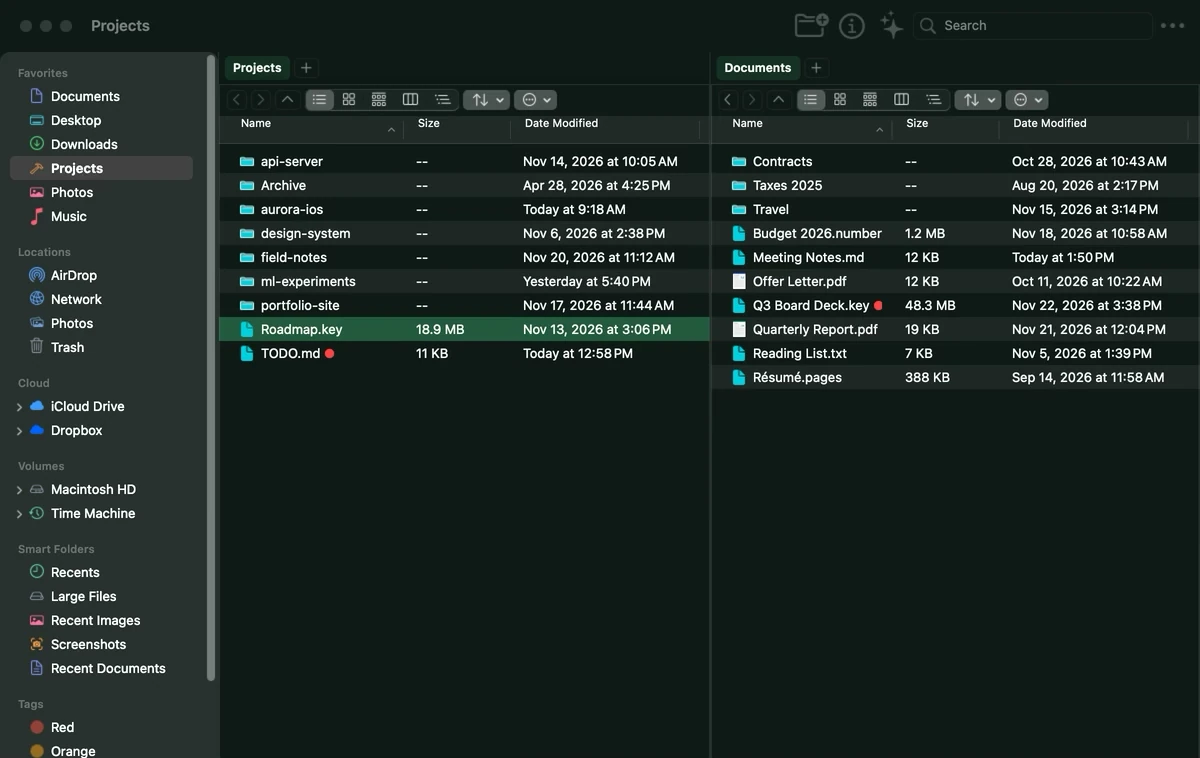 Projects
Search
Favorites
Documents
Desktop
Downloads
Projects
Photos
Music
Locations
AirDrop
Network
Photos
Trash
Cloud
iCloud Drive
Dropbox
Volumes
Macintosh HD
Time Machine
Smart Folders
Recents
Large Files
Recent Images
Screenshots
Recent Documents
Tags
Red
Orange
Projects
Name Size Date Modified
api-server -- Nov 14, 2026 at 10:05 AM
Archive -- Apr 28, 2026 at 4:25 PM
aurora-ios -- Today at 9:18 AM
design-system -- Nov 6, 2026 at 2:38 PM
field-notes -- Nov 20, 2026 at 11:12 AM
ml-experiments -- Yesterday at 5:40 PM
portfolio-site -- Nov 17, 2026 at 11:44 AM
Roadmap.key 18.9 MB Nov 13, 2026 at 3:06 PM
TODO.md 11 KB Today at 12:58 PM
Documents
Name Size Date Modified
Contracts -- Oct 28, 2026 at 10:43 AM
Taxes 2025 -- Aug 20, 2026 at 2:17 PM
Travel -- Nov 15, 2026 at 3:14 PM
Budget 2026.number 1.2 MB Nov 18, 2026 at 10:58 AM
Meeting Notes.md 12 KB Today at 1:50 PM
Offer Letter.pdf 12 KB Oct 11, 2026 at 10:22 AM
Q3 Board Deck.key 48.3 MB Nov 22, 2026 at 3:38 PM
Quarterly Report.pdf 19 KB Nov 21, 2026 at 12:04 PM
Reading List.txt 7 KB Nov 5, 2026 at 1:39 PM
Résumé.pages 388 KB Sep 14, 2026 at 11:58 AM